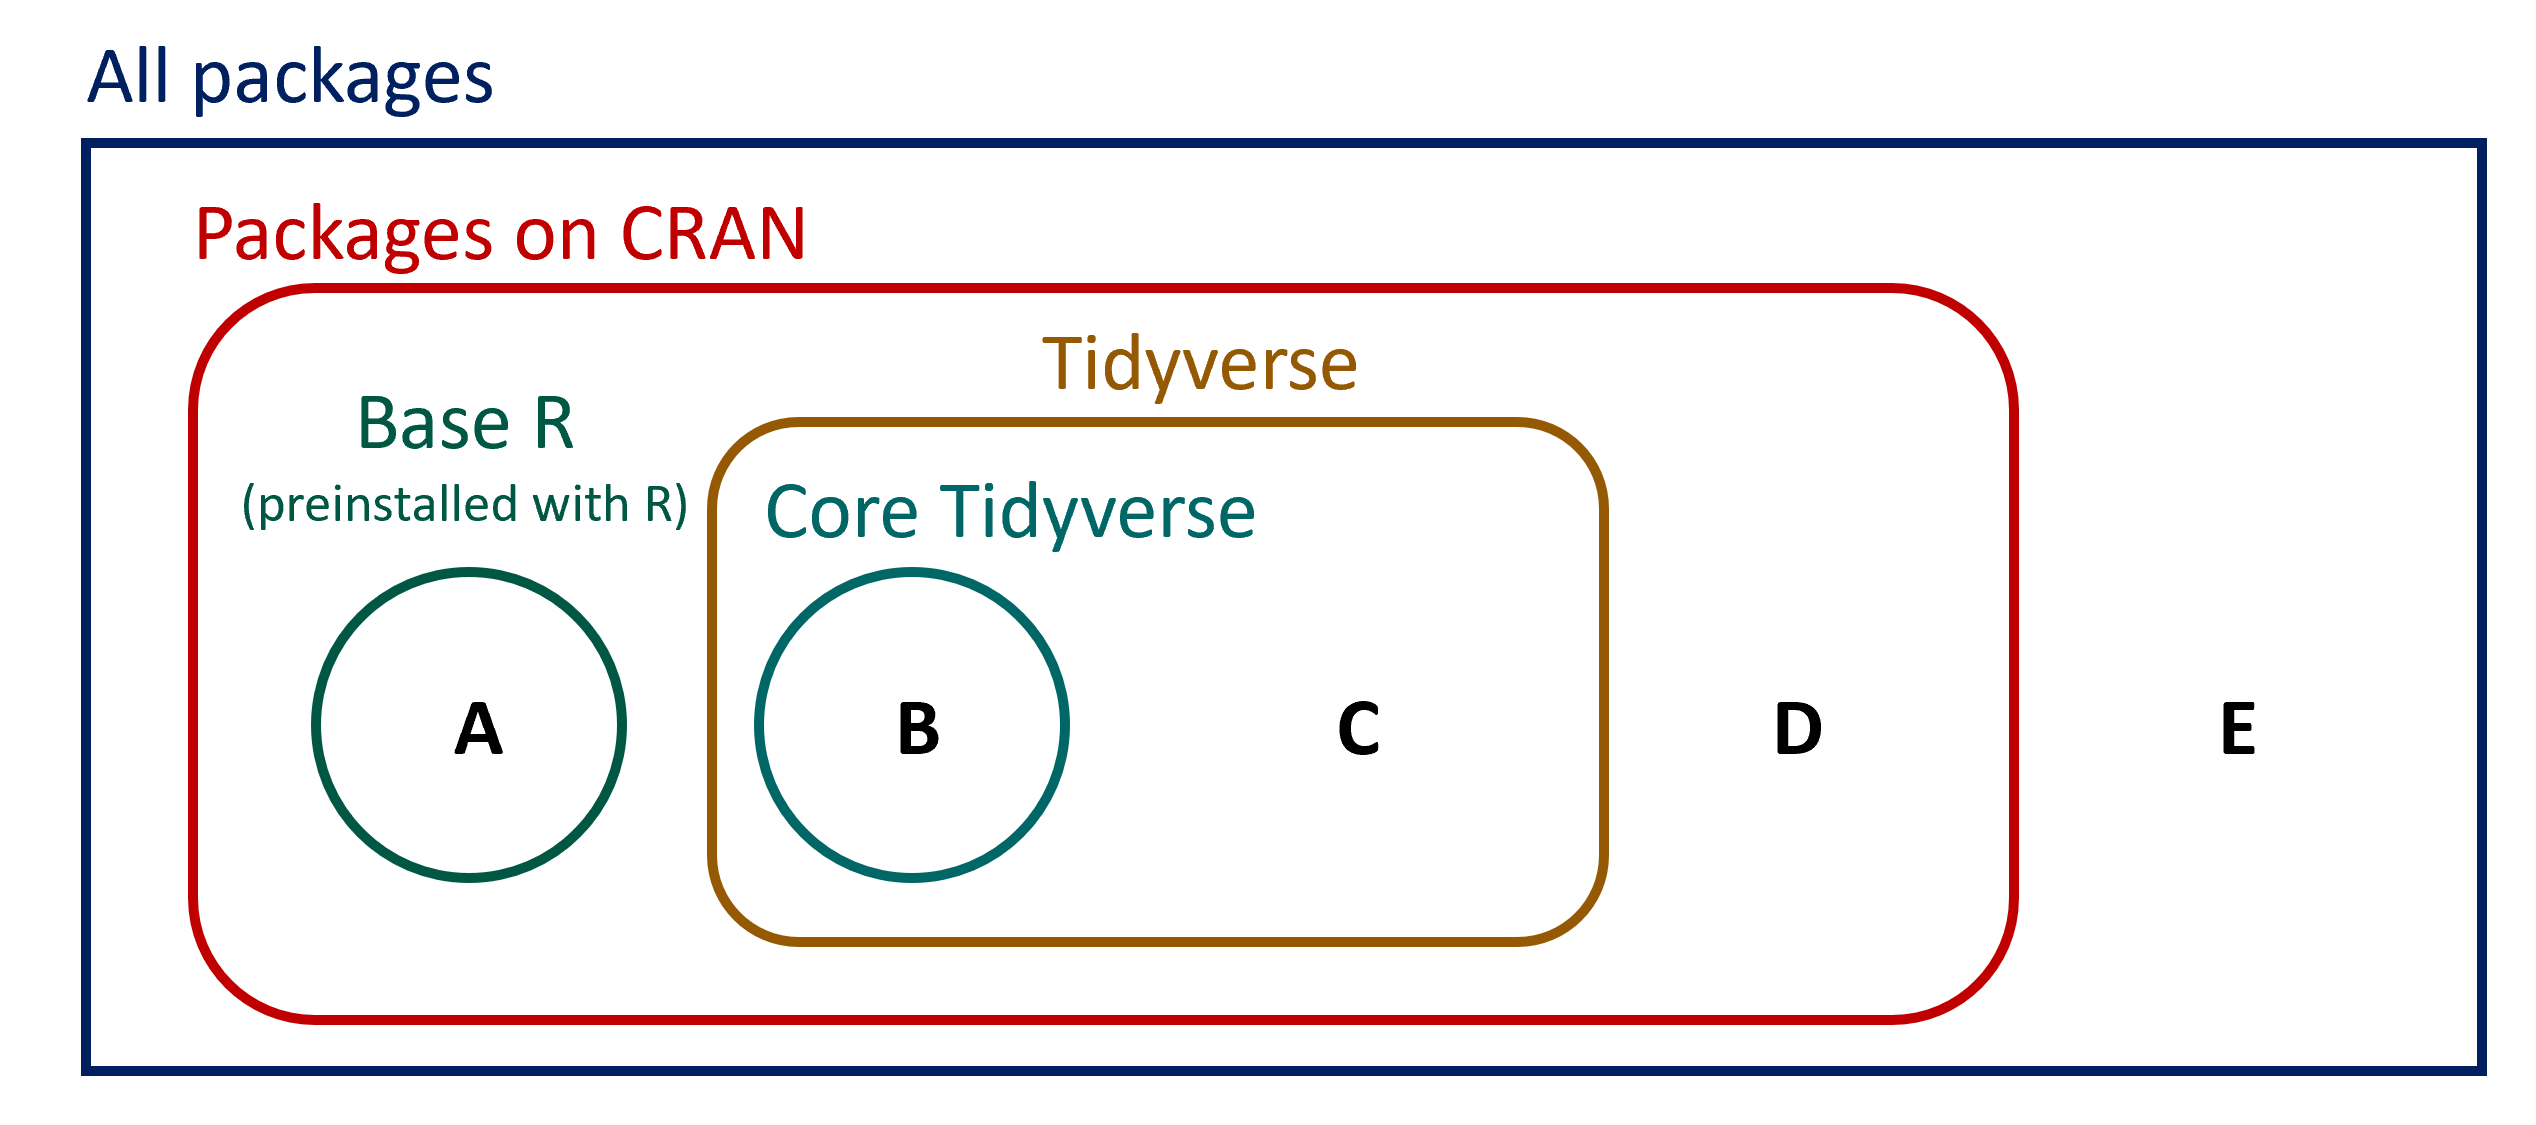 All packages
Packages on CRAN
Tidyverse
Base R
(preinstalled with R)
Core Tidyverse
A
B
C
D
E